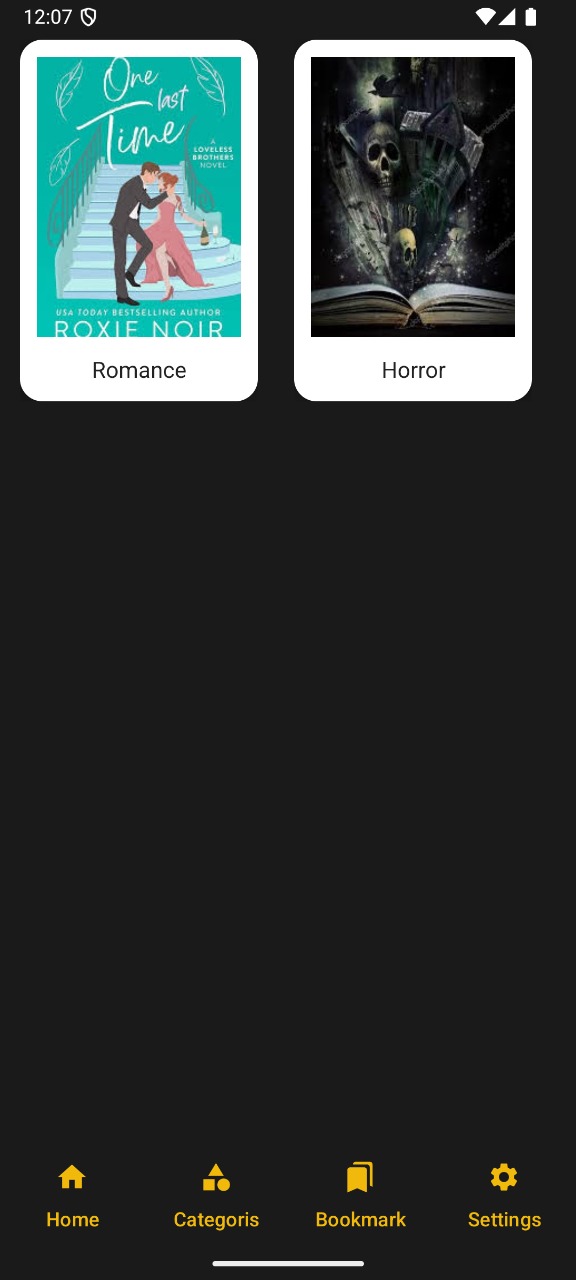 12:07
One
last
Time
A
LOVELESS
BROTHERS
NOVEL
USA TODAY BESTSELLING AUTHOR
ROXIE NOIR
Romance
Horror
Home
Categoris
Bookmark
Settings